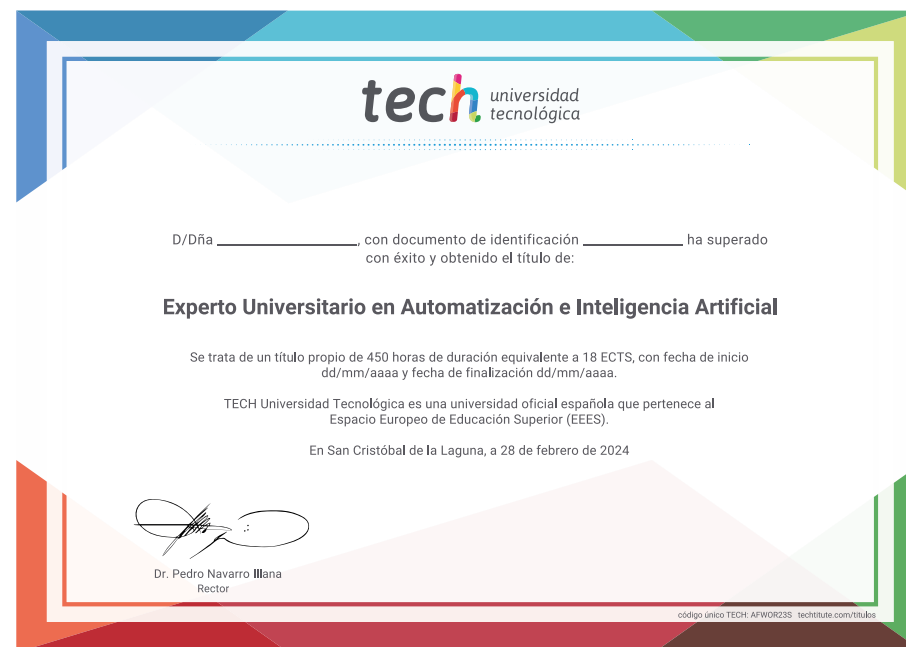 tech universidad
tecnológica
D/Dña ________________, con documento de identificación ____________ ha superado
con éxito y obtenido el título de:
Experto Universitario en Automatización e Inteligencia Artificial
Se trata de un título propio de 450 horas de duración equivalente a 18 ECTS, con fecha de inicio
dd/mm/aaaa y fecha de finalización dd/mm/aaaa.
TECH Universidad Tecnológica es una universidad oficial española que pertenece al
Espacio Europeo de Educación Superior (EEES).
En San Cristóbal de la Laguna, a 28 de febrero de 2024
Dr. Pedro Navarro Illana
Rector
código único TECH: AFWOR23S techtitute.com/titulos